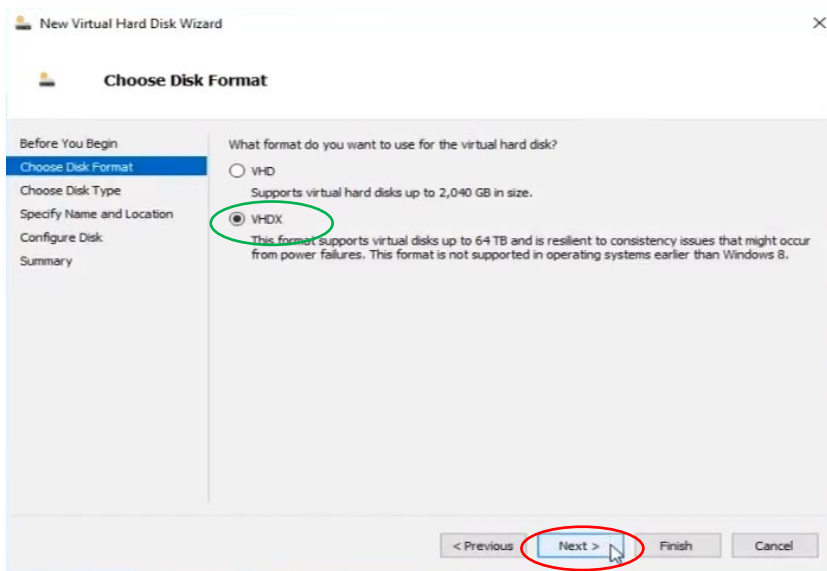 New Virtual Hard Disk Wizard
Choose Disk Format
Before You Begin
Choose Disk Format
Choose Disk Type
Specify Name and Location
Configure Disk
Summary
What format do you want to use for the virtual hard disk?
VHD
Supports virtual hard disks up to 2,040 GB in size.
VHDX
This format supports virtual disks up to 64 TB and is resilient to consistency issues that might occur
from power failures. This format is not supported in operating systems earlier than Windows 8.
< Previous
Next >
Finish
Cancel